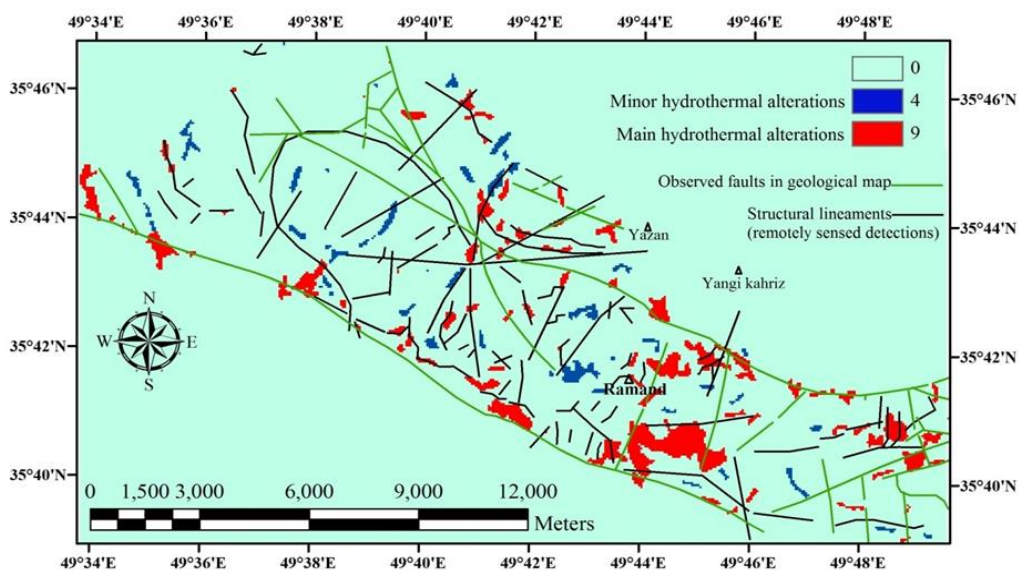 49°34'E 49°36'E 49°40'E 49°42'E 49°44'E 49°46'E 49°48'E
35°46'N
35°46'N
0
Minor hydrothermal alterations 4
Main hydrothermal alterations 9
Observed faults in geological map
Structural lineaments
(remotely sensed detections)
35°44'N
35°44'N
Yazan
Yangi kahriz
N
W E
S
35°42'N
35°42'N
Ramand
35°40'N
35°40'N
0 1,500 3,000 6,000 9,000 12,000
Meters
49°34'E 49°36'E 49°38'E 49°40'E 49°42'E 49°44'E 49°46'E 49°48'E